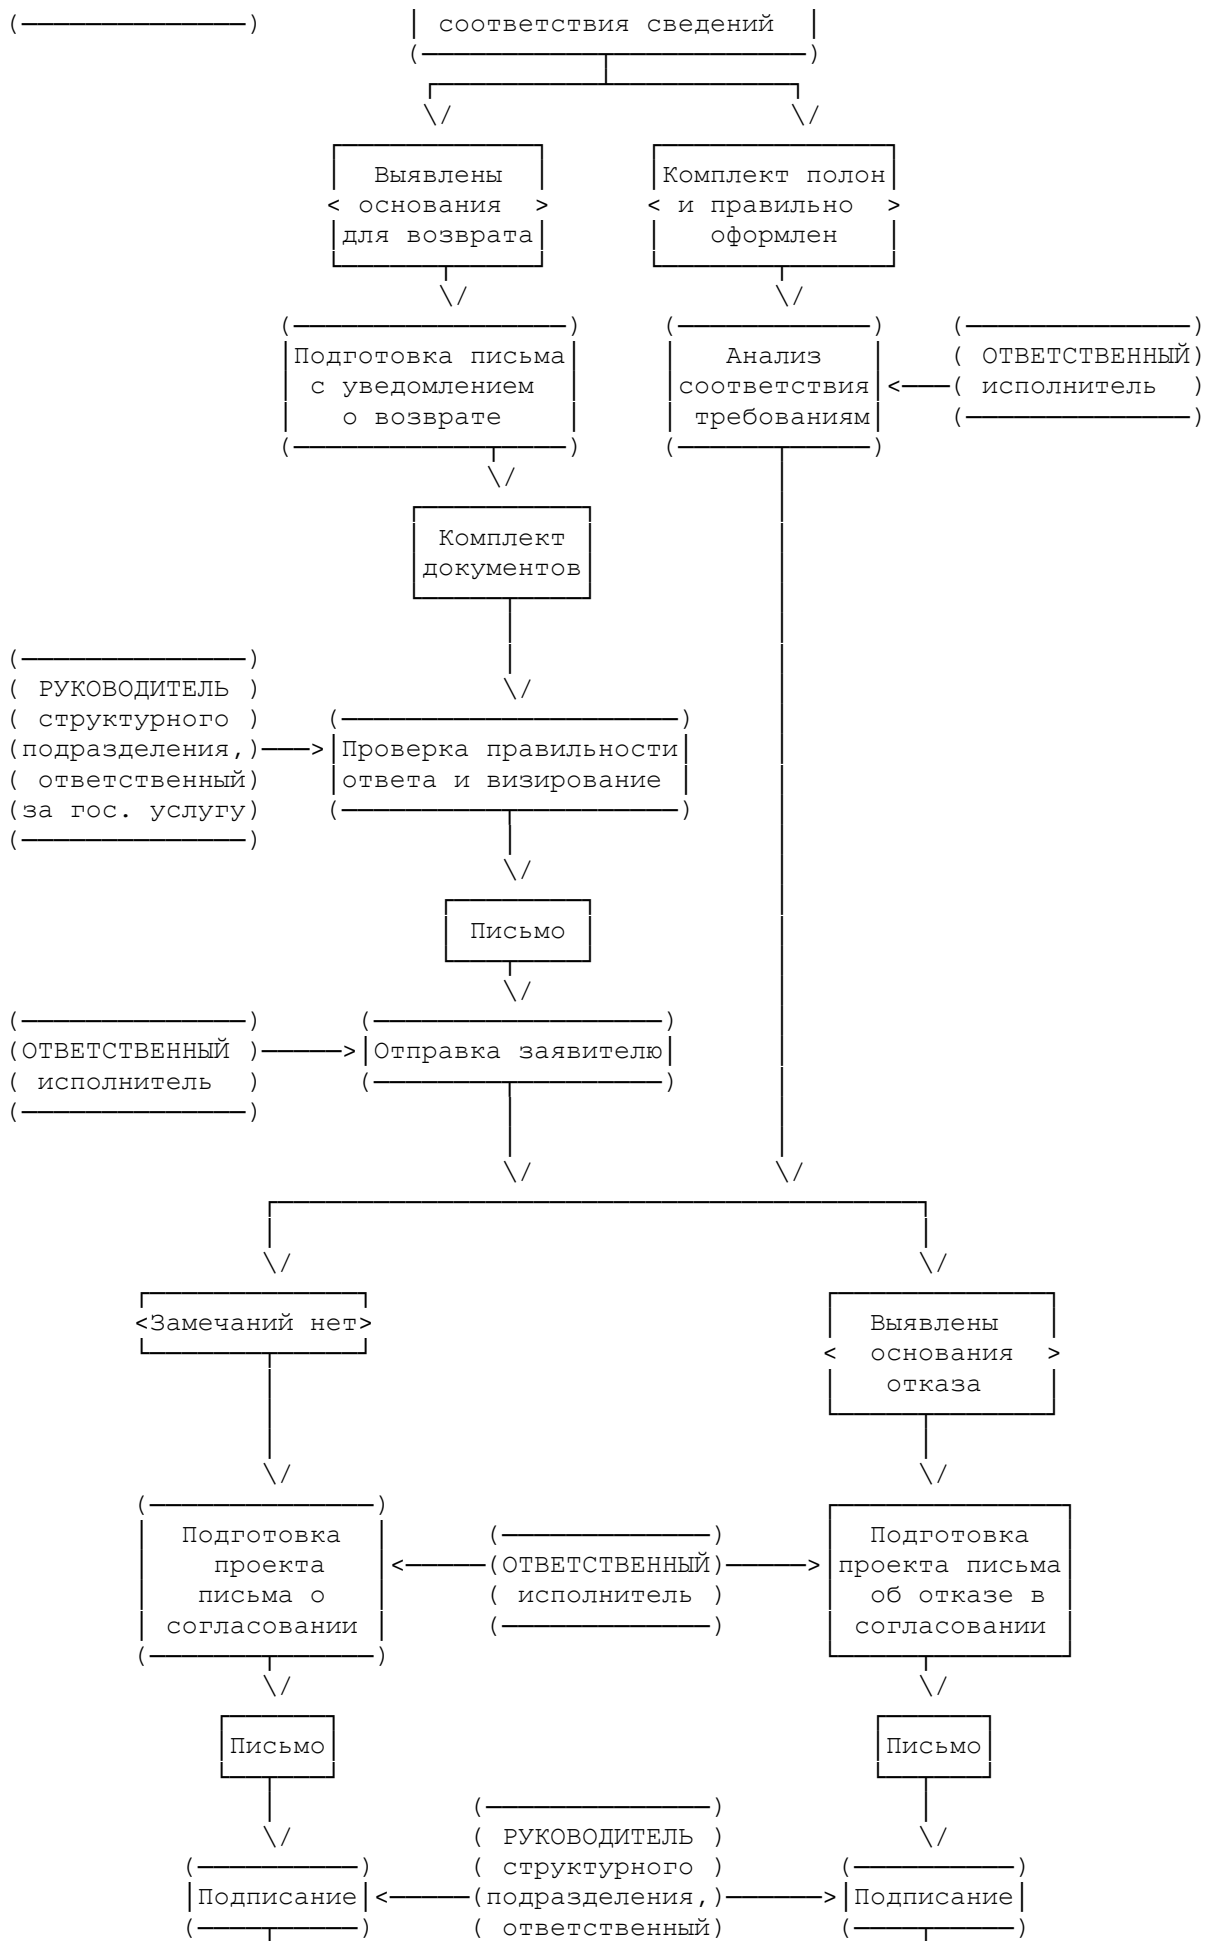 соответствия сведений
Выявлены
основания
для возврата
Комплект полон
и правильно
оформлен
Подготовка письма
с уведомлением
о возврате
Анализ
соответствия
требованиям
ОТВЕТСТВЕННЫЙ
исполнитель
Комплект
документов
РУКОВОДИТЕЛЬ
структурного
подразделения,
ответственный
за гос. услугу
Проверка правильности
ответа и визирование
Письмо
ОТВЕТСТВЕННЫЙ
исполнитель
Отправка заявителю
Замечаний нет
Выявлены
основания
отказа
Подготовка
проекта
письма о
согласовании
ОТВЕТСТВЕННЫЙ
исполнитель
Подготовка
проекта письма
об отказе в
согласовании
Письмо
Письмо
Подписание
РУКОВОДИТЕЛЬ
структурного
подразделения,
ответственный
Подписание